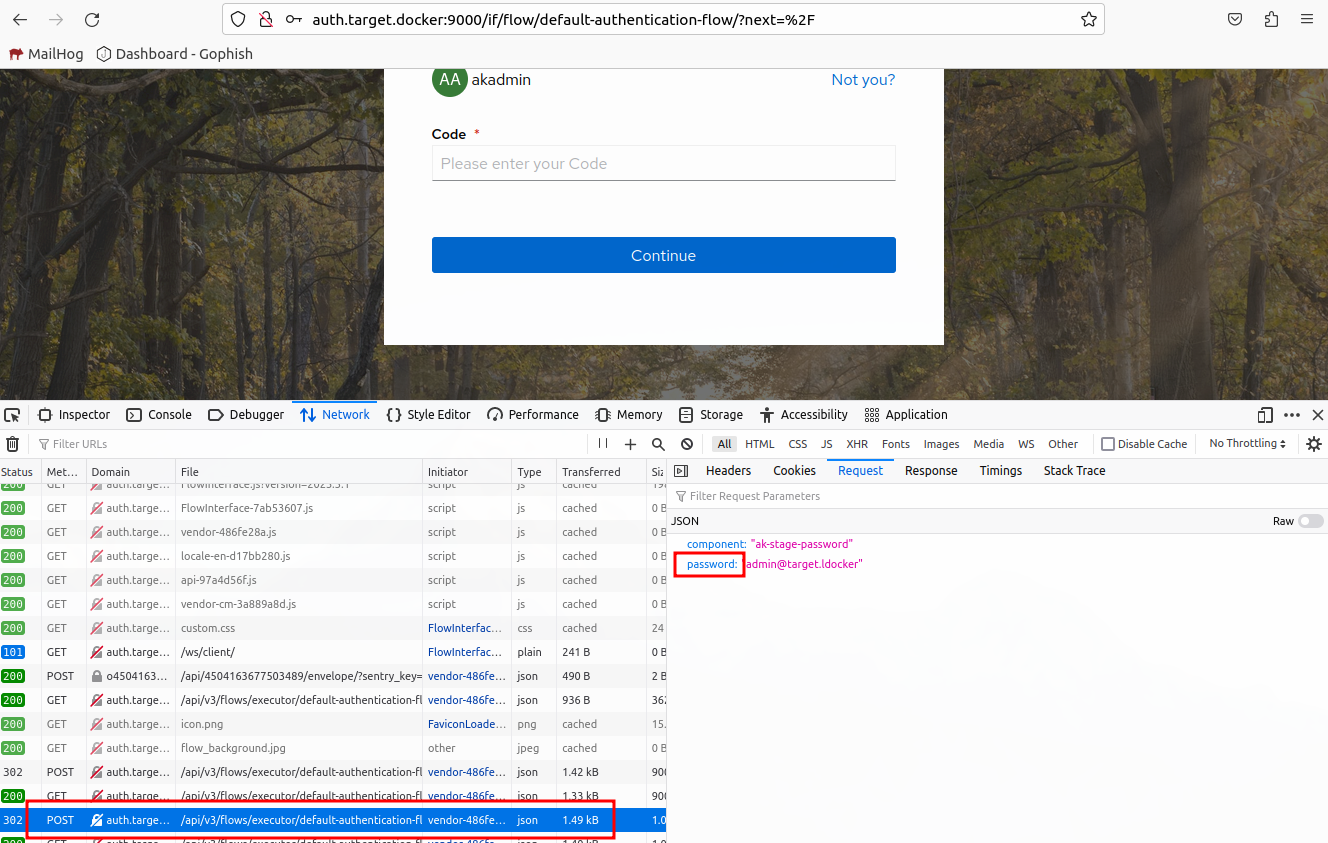 auth.target.docker:9000/if/flow/default-authentication-flow/?next=%2F
MailHog Dashboard - Gophish
AA akadmin Not you?
Code *
Please enter your Code
Continue
Inspector Console Debugger Network Style Editor Performance Memory Storage Accessibility Application
Filter URLs All HTML CSS JS XHR Fonts Images Media WS Other Disable Cache No Throttling
Status Met... Domain File Initiator Type Transferred Siz
Headers Cookies Request Response Timings Stack Trace
Filter Request Parameters
JSON Raw
component: "ak-stage-password"
password: "admin@target.ldocker"
200 GET auth.targe... FlowInterface.js?version=2025.3.1 script js cached 198
200 GET auth.targe... FlowInterface-7ab53607.js script js cached 0 B
200 GET auth.targe... vendor-486fe28a.js script js cached 0 B
200 GET auth.targe... locale-en-d17bb280.js script js cached 0 B
200 GET auth.targe... api-97a4d56f.js script js cached 0 B
200 GET auth.targe... vendor-cm-3a889a8d.js script js cached 0 B
200 GET auth.targe... custom.css FlowInterfac... css cached 24
101 GET auth.targe... /ws/client/ FlowInterfac... plain 241 B 0 B
200 POST o4504163... /api/4504163677503489/envelope/?sentry_key= vendor-486fe... json 490 B 2 B
200 GET auth.targe... /api/v3/flows/executor/default-authentication-fl vendor-486fe... json 936 B 362
200 GET auth.targe... icon.png FaviconLoade... png cached 15.
200 GET auth.targe... flow_background.jpg other jpeg cached 0 B
302 POST auth.targe... /api/v3/flows/executor/default-authentication-fl vendor-486fe... json 1.42 kB 900
200 GET auth.targe... /api/v3/flows/executor/default-authentication-fl vendor-486fe... json 1.33 kB 900
302 POST auth.targe... /api/v3/flows/executor/default-authentication-fl vendor-486fe... json 1.49 kB 1.0